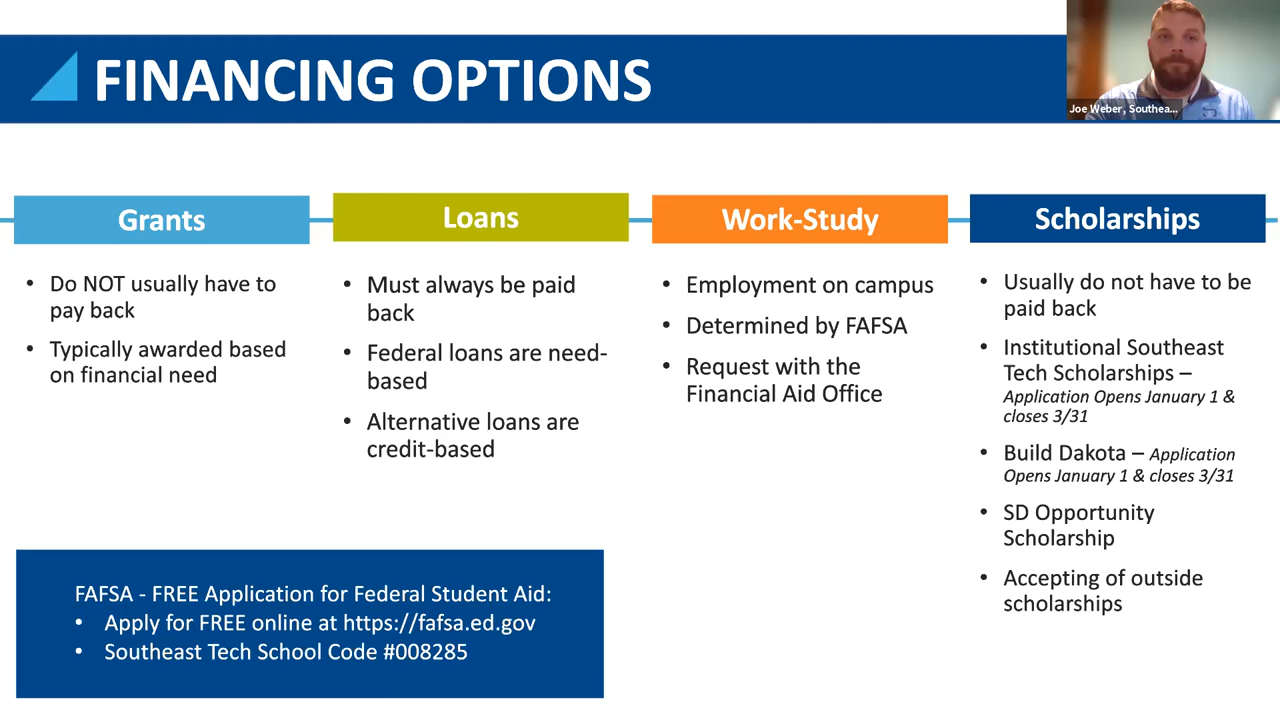 FINANCING OPTIONS
Joe Weber, Southea...
Grants
Do NOT usually have to
pay back
Typically awarded based
on financial need
Loans
Must always be paid
back
Federal loans are need-
based
Alternative loans are
credit-based
Work-Study
Employment on campus
Determined by FAFSA
Request with the
Financial Aid Office
Scholarships
Usually do not have to be
paid back
Institutional Southeast
Tech Scholarships –
Application Opens January 1 &
closes 3/31
Build Dakota – Application
Opens January 1 & closes 3/31
SD Opportunity
Scholarship
Accepting of outside
scholarships
FAFSA - FREE Application for Federal Student Aid:
Apply for FREE online at https://fafsa.ed.gov
Southeast Tech School Code #008285